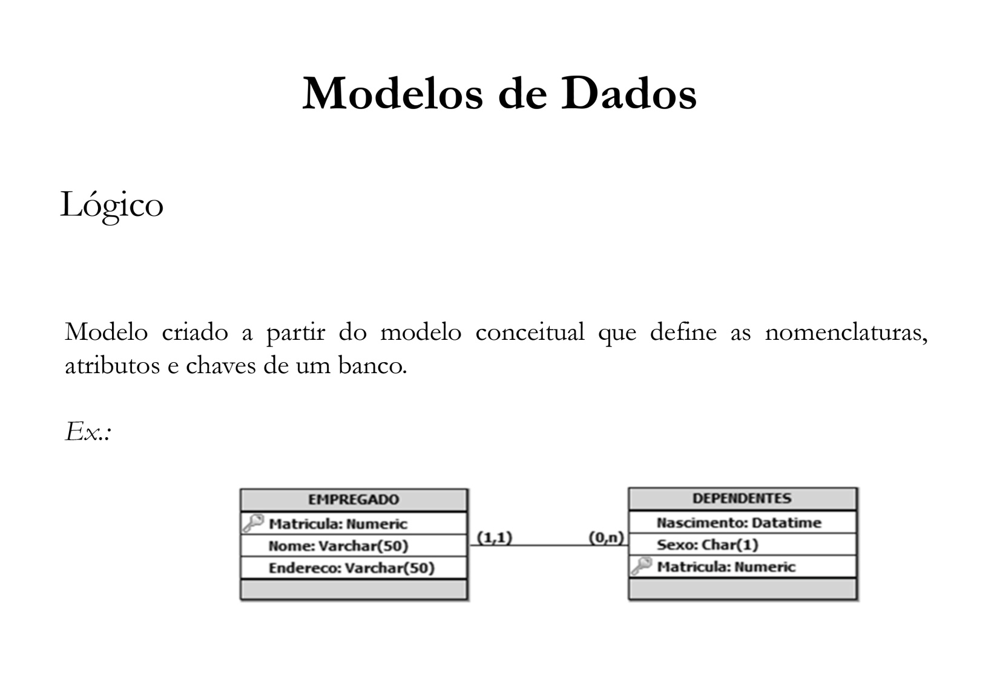 Modelos de Dados
Lógico
Modelo criado a partir do modelo conceitual que define as nomenclaturas,
atributos e chaves de um banco.
Ex.:
EMPREGADO
Matricula: Numeric
Nome: Varchar(50)
Endereco: Varchar(50)
(1,1)
(0,n)
DEPENDENTES
Nascimento: Datatime
Sexo: Char(1)
Matricula: Numeric